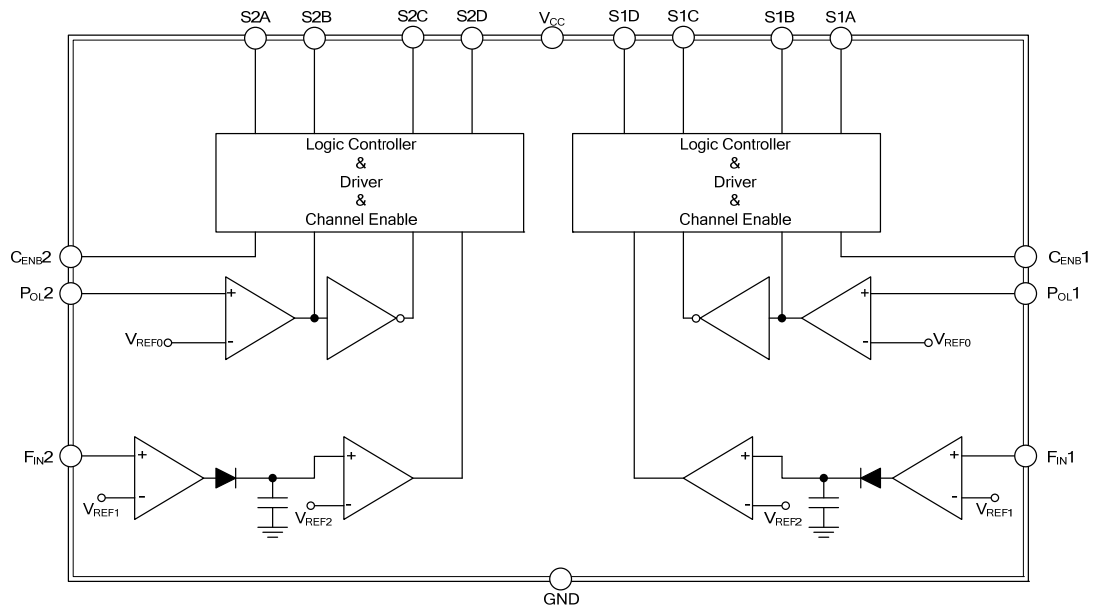 S2A S2B S2C S2D VCC S1D S1C S1B S1A
Logic Controller
&
Driver
&
Channel Enable
Logic Controller
&
Driver
&
Channel Enable
CENB2
CENB1
POL2
POL1
+
-
VREF0
+
-
VREF0
FIN2
FIN1
+
-
VREF1
+
-
VREF2
+
-
VREF2
+
-
VREF1
GND